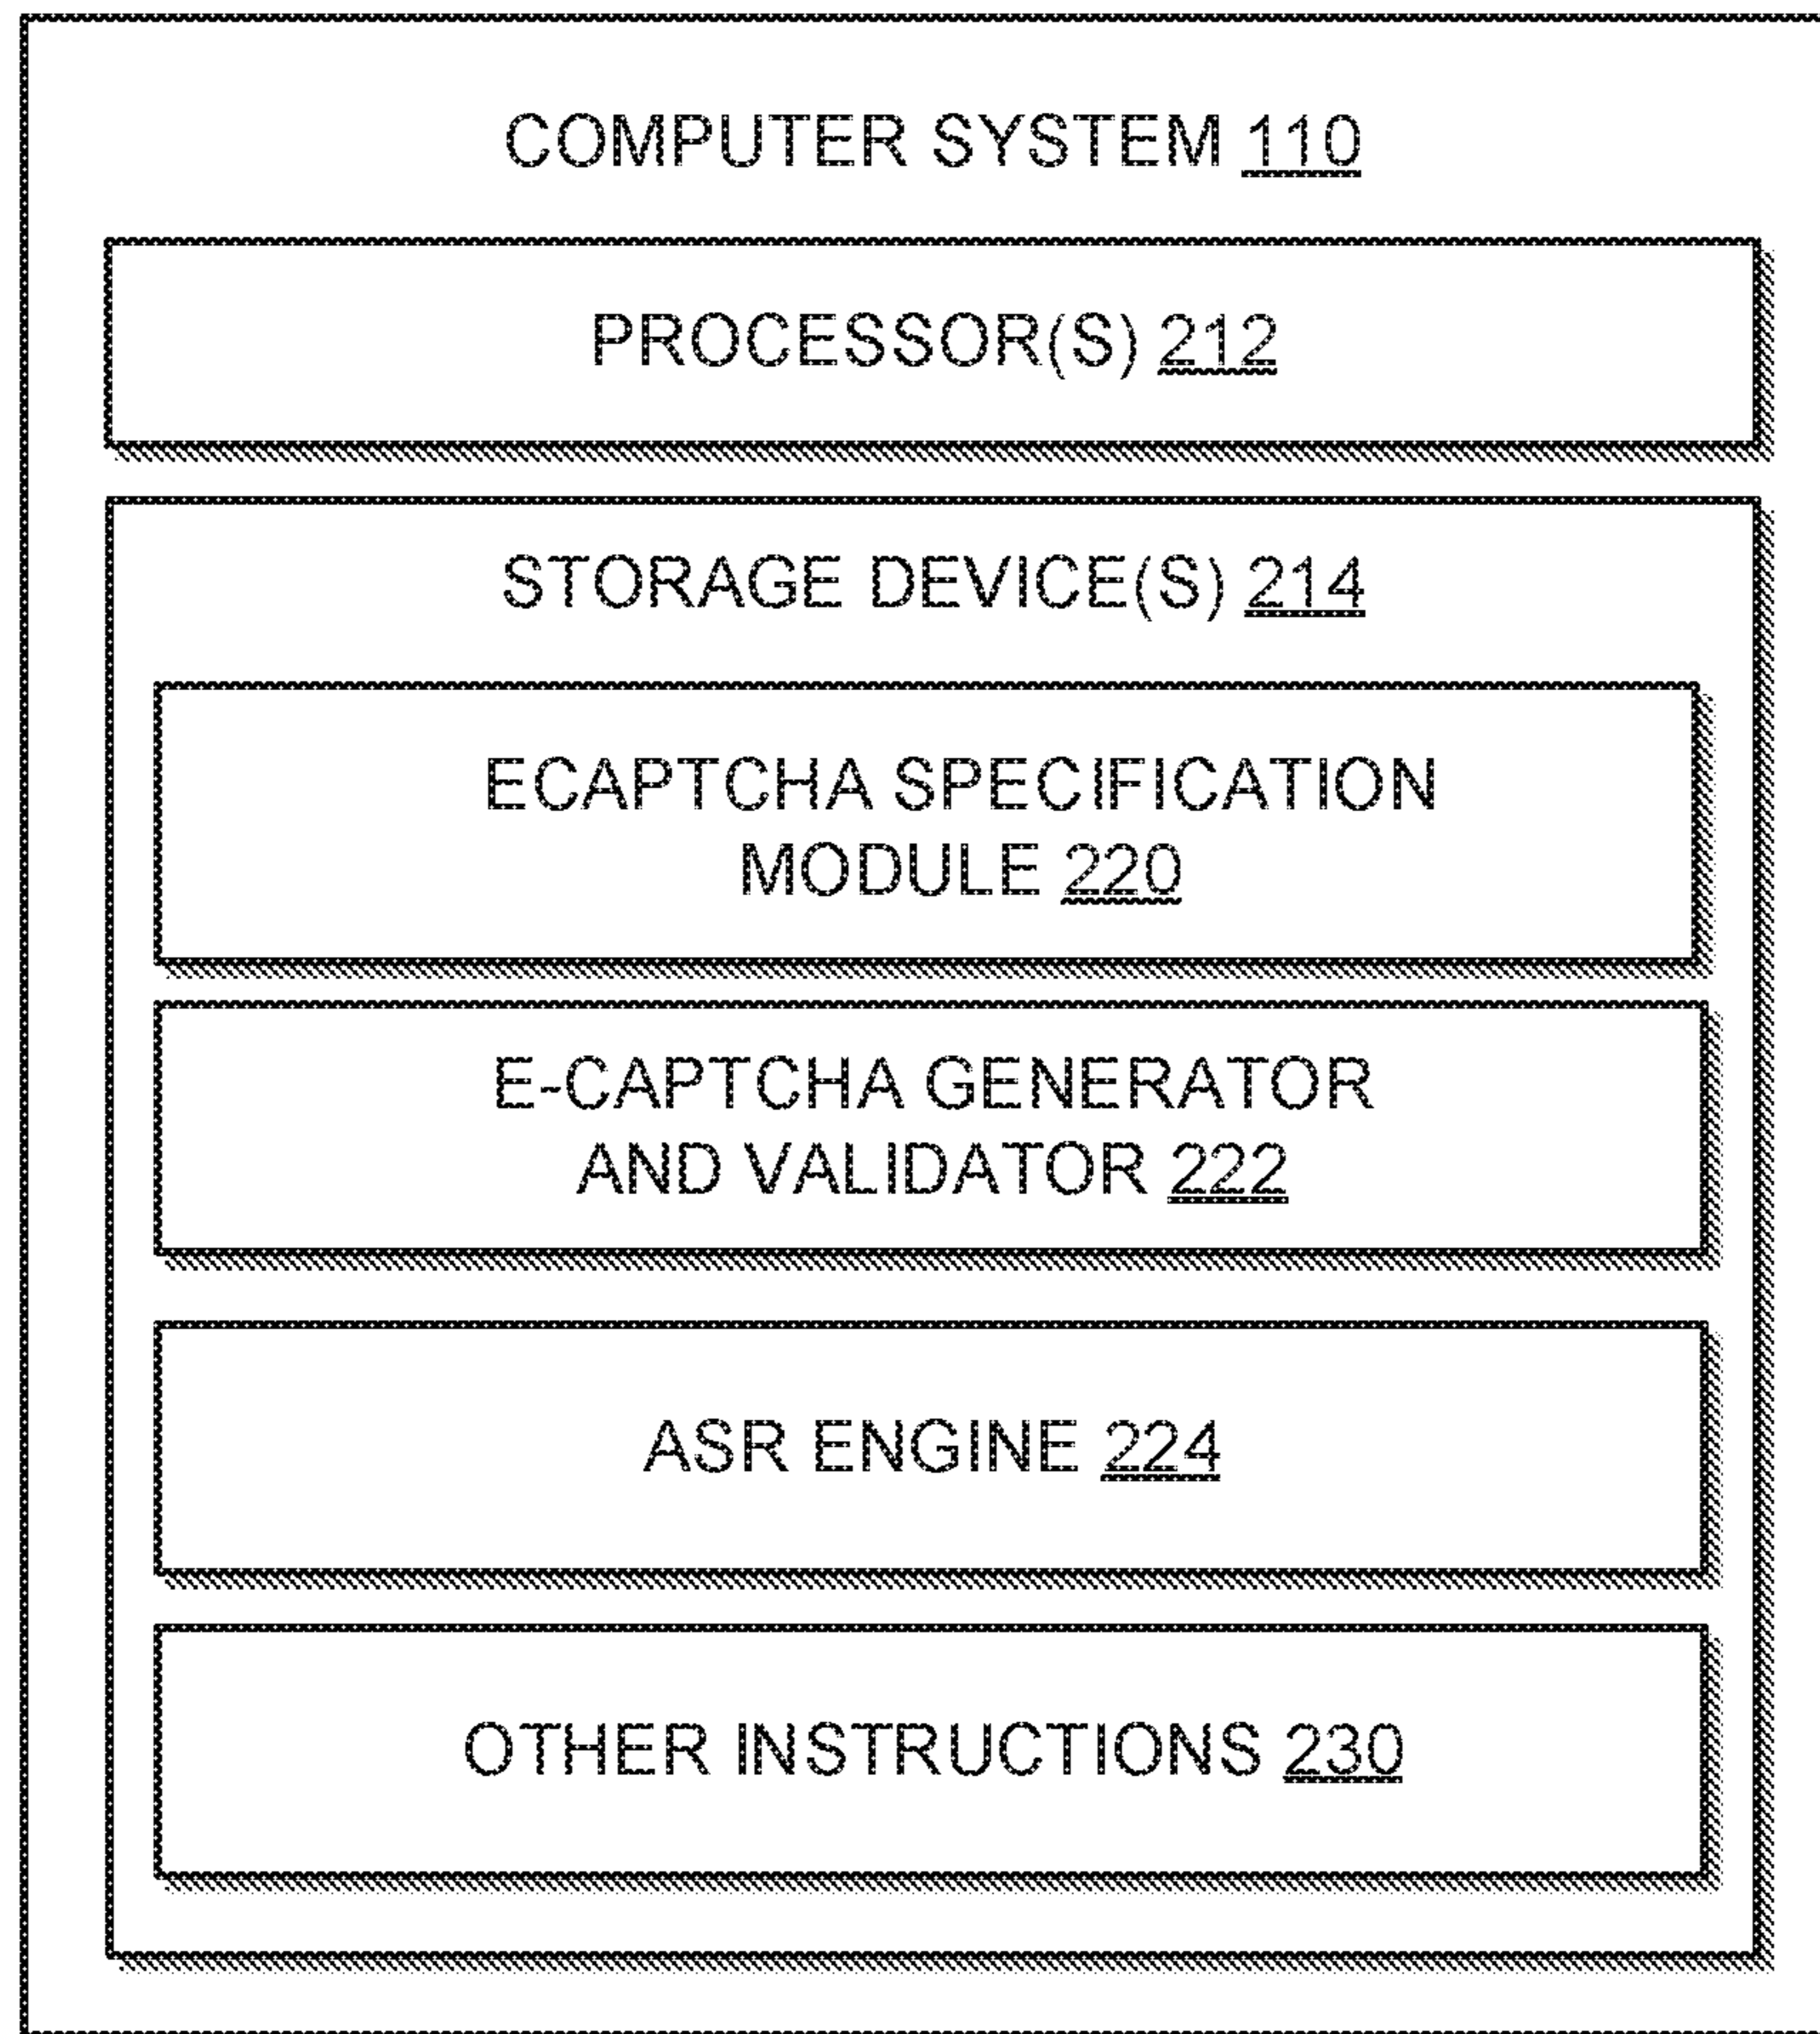 COMPUTER SYSTEM 110
PROCESSOR(S) 212
STORAGE DEVICE(S) 214
ECAPTCHA SPECIFICATION
MODULE 220
E-CAPTCHA GENERATOR
AND VALIDATOR 222
ASR ENGINE 224
OTHER INSTRUCTIONS 230